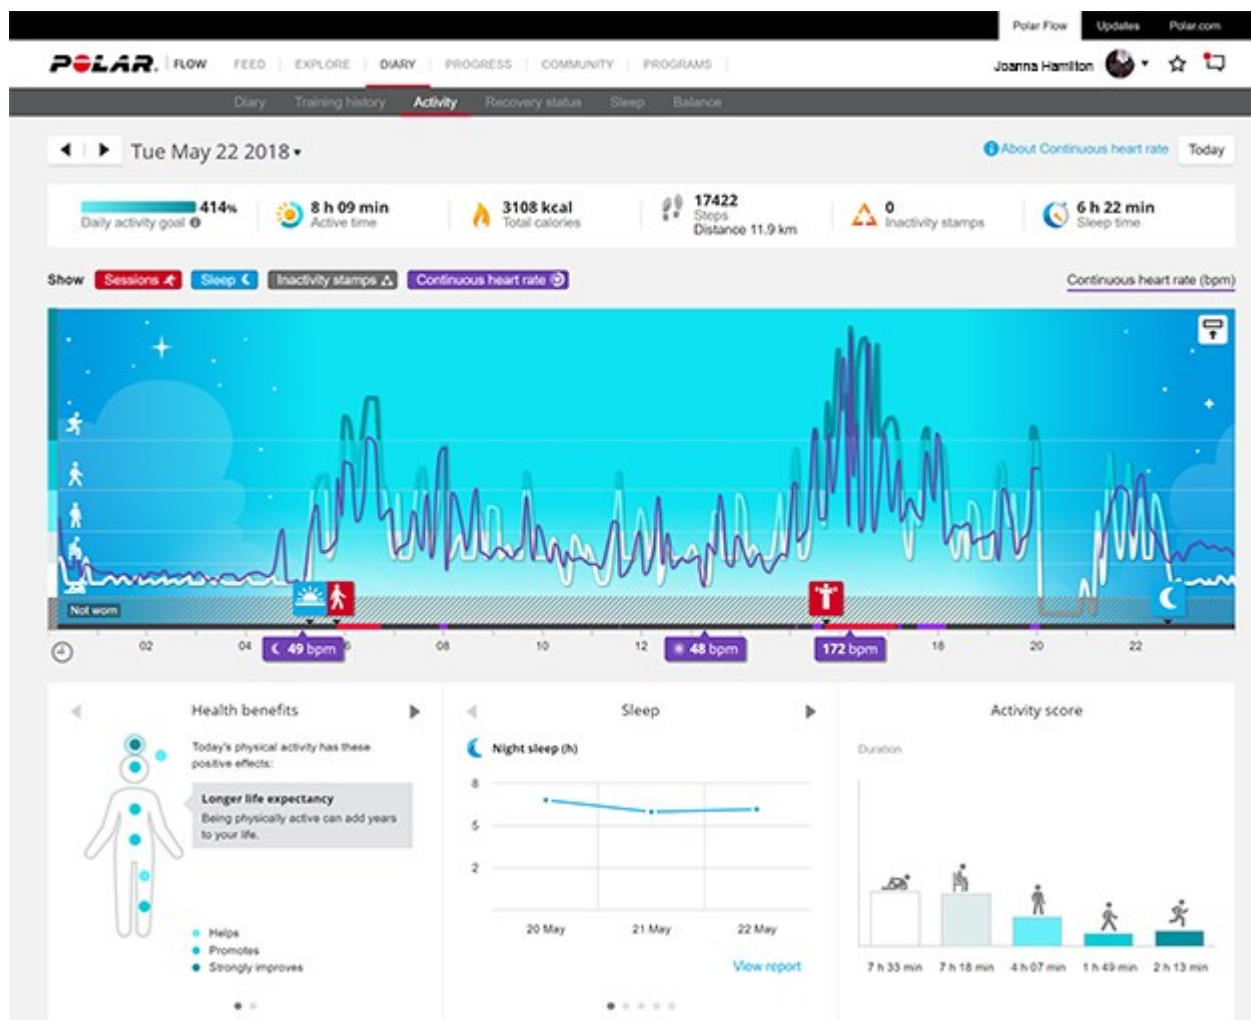 Polar Flow Updates Polar.com
POLAR. FLOW FEED EXPLORE DIARY PROGRESS COMMUNITY PROGRAMS Joanna Hamilton
Diary Training history Activity Recovery status Sleep Balance
Tue May 22 2018 About Continuous heart rate Today
414% 8 h 09 min 3108 kcal 17422 0 6 h 22 min
Daily activity goal Active time Total calories Steps Inactivity stamps Sleep time
Distance 11.9 km
Show Sessions Sleep Inactivity stamps Continuous heart rate Continuous heart rate (bpm)
Not worn
02 04 6 08 10 12 18 20 22
49 bpm 48 bpm 172 bpm
Health benefits
Today's physical activity has these
positive effects:
Longer life expectancy
Being physically active can add years
to your life.
Helps
Promotes
Strongly improves
Sleep
Night sleep (h)
8
5
2
20 May 21 May 22 May
View report
Activity score
Duration
7 h 33 min 7 h 18 min 4 h 07 min 1 h 49 min 2 h 13 min